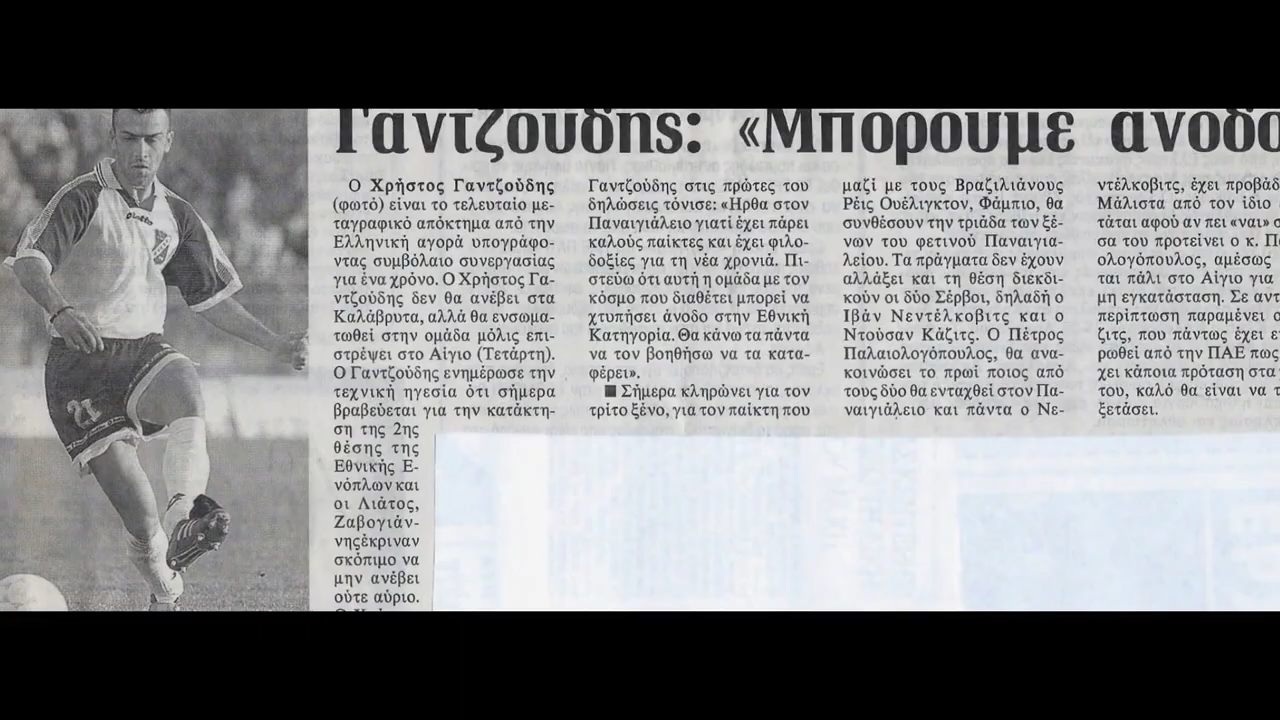 Γαντζούδης: «Μπορούμε άνοδο
Ο Χρήστος Γαντζούδης
(φωτό) είναι το τελευταίο με-
ταγραφικό απόκτημα από την
Ελληνική αγορά υπογράφο-
ντας συμβόλαιο συνεργασίας
για ένα χρόνο. Ο Χρήστος Γα-
ντζούδης δεν θα ανέβει στα
Καλάβρυτα, αλλά θα ενσωμα-
τωθεί στην ομάδα μόλις επι-
στρέψει στο Αίγιο (Τετάρτη).
Ο Γαντζούδης ενημέρωσε την
τεχνική ηγεσία ότι σήμερα
βραβεύεται για την κατάκτη-
ση της 2ης
θέσης της
Εθνικής Ε-
νόπλων και
οι Λιάτος,
Ζαβογιάν-
νηςέκριναν
σκόπιμο να
μην ανέβει
ούτε αύριο.
Γαντζούδης στις πρώτες του
δηλώσεις τόνισε: «Ηρθα στον
Παναιγιάλειο γιατί έχει πάρει
καλούς παίκτες και έχει φιλο-
δοξίες για τη νέα χρονιά. Πι-
στεύω ότι αυτή η ομάδα με τον
κόσμο που διαθέτει μπορεί να
χτυπήσει άνοδο στην Εθνική
Κατηγορία. Θα κάνω τα πάντα
να τον βοηθήσω να τα κατα-
φέρει».
■ Σήμερα κληρώνει για τον
τρίτο ξένο, για τον παίκτη που
μαζί με τους Βραζιλιάνους
Ρέις Ουέλιγκτον, Φάμπιο, θα
συνθέσουν την τριάδα των ξέ-
νων του φετινού Παναιγια-
λείου. Τα πράγματα δεν έχουν
αλλάξει και τη θέση διεκδι-
κούν οι δύο Σέρβοι, δηλαδή ο
Ιβάν Νεντέλκοβιτς και ο
Ντούσαν Κάζιτς. Ο Πέτρος
Παλαιολογόπουλος, θα ανα-
κοινώσει το πρωί ποιος από
τους δύο θα ενταχθεί στον Πα-
ναιγιάλειο και πάντα ο Νε-
ντέλκοβιτς, έχει προβάδ
Μάλιστα από τον ίδιο
τάται αφού αν πει «ναι» σ
σα του προτείνει ο κ. Π
ολογόπουλος, αμέσως
ται πάλι στο Αίγιο για
μη εγκατάσταση. Σε αντ
περίπτωση παραμένει ο
ζιτς, που πάντως έχει ε
ρωθεί από την ΠΑΕ πως
χει κάποια πρόταση στα
του, καλό θα είναι να τ
ξετάσει.
Lotto
21